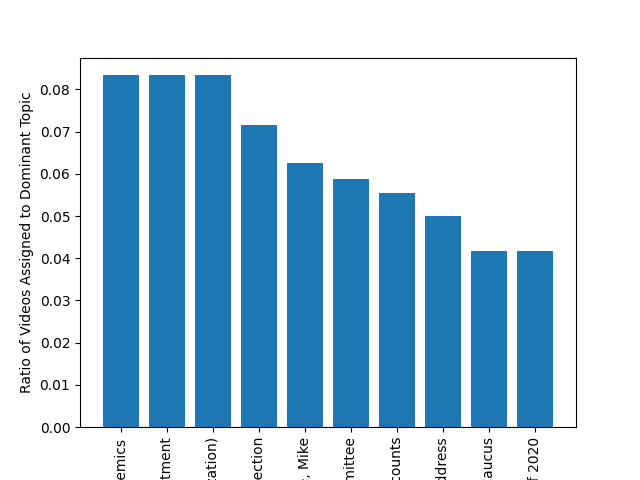 Ratio of Videos Assigned to Dominant Topic
0.08
0.07
0.06
0.05
0.04
0.03
0.02
0.01
0.00
emics
tment
ation)
ection
, Mike
mittee
counts
ddress
aucus
f 2020